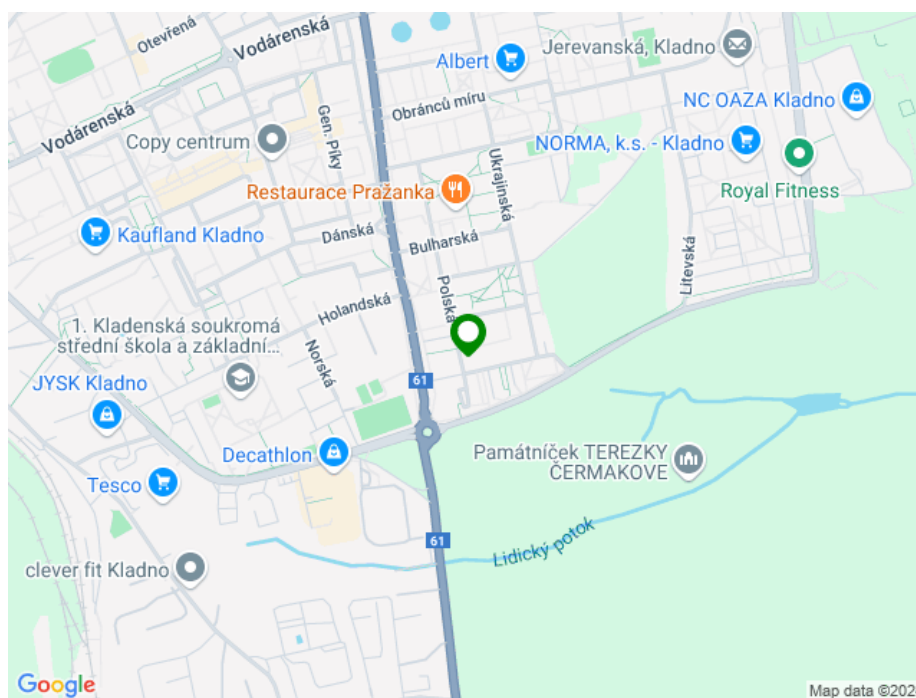 Otevřená
Vodárenská
Albert
Jerevanská, Kladno
NC OAZA Kladno
Obránců míru
Gen. Píky
Vodárenská
Copy centrum
NORMA, k.s. - Kladno
Ukrajinská
Royal Fitness
Restaurace Pražanka
Dánská
Bulharská
Kaufland Kladno
Litevská
Holandská
Polská
1. Kladenská soukromá
střední škola a základní...
Norská
JYSK Kladno
61
Decathlon
Památníček TEREZKY
ČERMAKOVE
Tesco
61
Lidický potok
clever fit Kladno
Google
Map data ©202